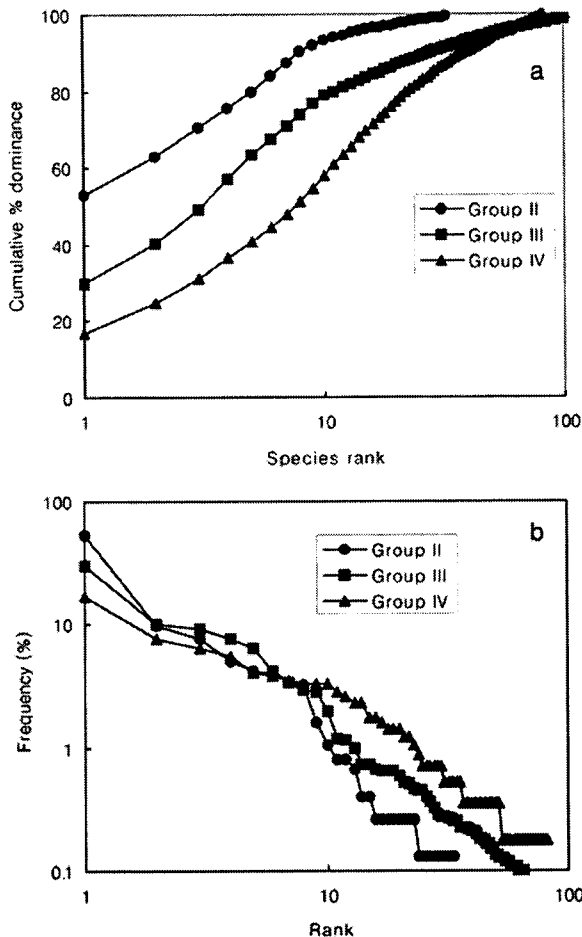 100
80
60
40
20
0
Cumulative % dominance
a
Group II
Group III
Group IV
1
10
100
Species rank
100
10
1
0.1
Frequency (%)
b
Group II
Group III
Group IV
1
10
100
Rank